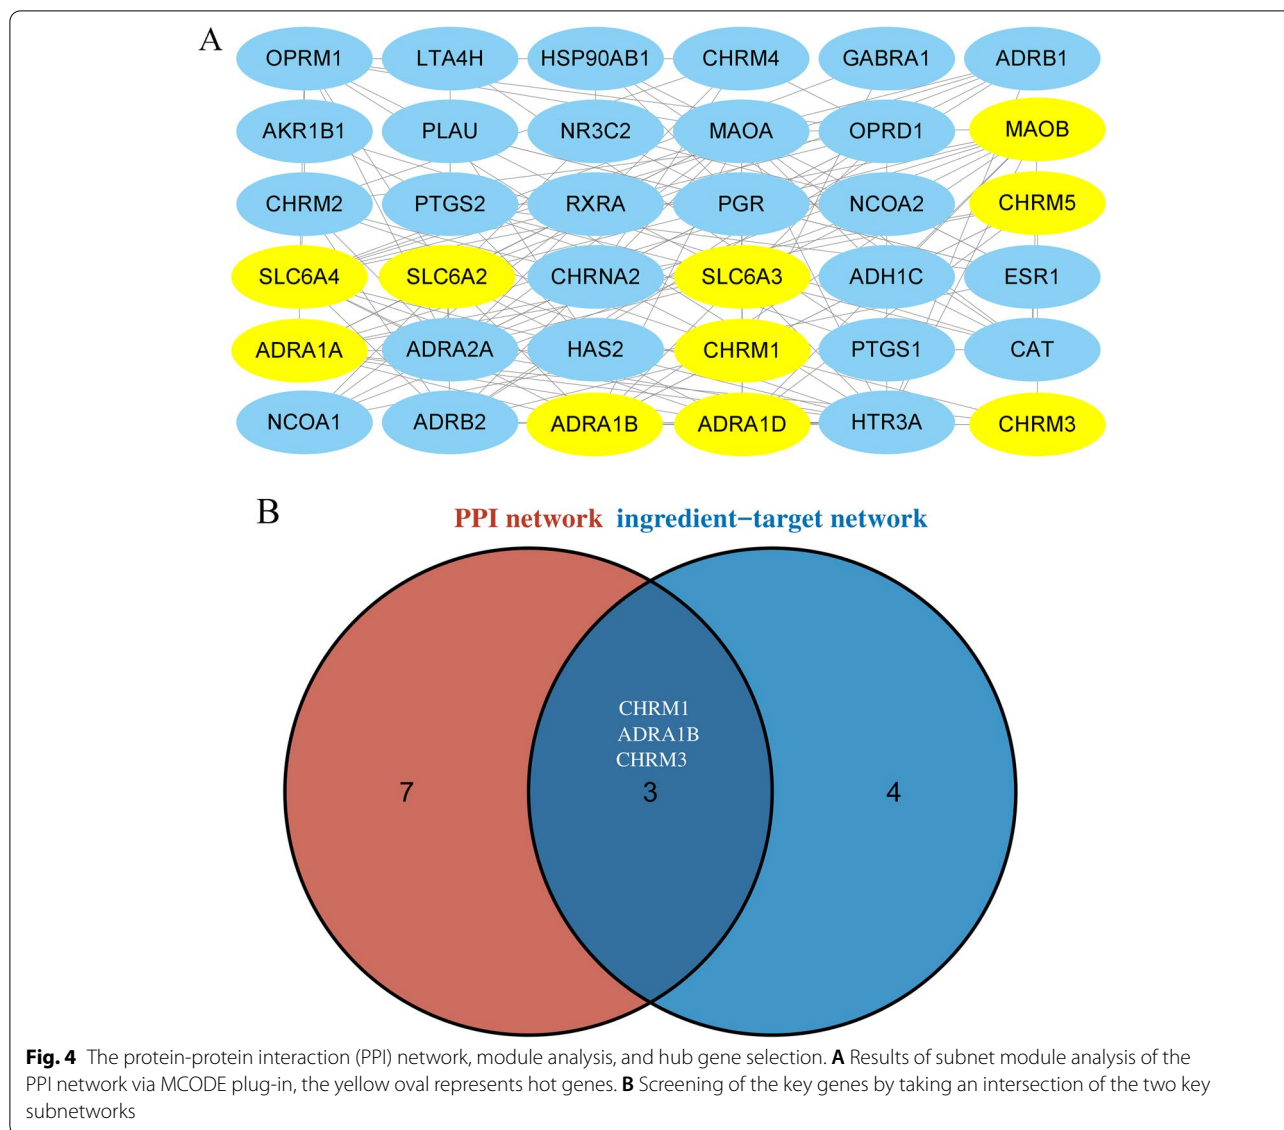 A
OPRM1 LTA4H HSP90AB1 CHRM4 GABRA1 ADRB1
AKR1B1 PLAU NR3C2 MAOA OPRD1 MAOB
CHRM2 PTGS2 RXRA PGR NCOA2 CHRM5
SLC6A4 SLC6A2 CHRNA2 SLC6A3 ADH1C ESR1
ADRA1A ADRA2A HAS2 CHRM1 PTGS1 CAT
NCOA1 ADRB2 ADRA1B ADRA1D HTR3A CHRM3
B
PPI network ingredient−target network
CHRM1
ADRA1B
CHRM3
7 3 4
Fig. 4 The protein-protein interaction (PPI) network, module analysis, and hub gene selection. A Results of subnet module analysis of the
PPI network via MCODE plug-in, the yellow oval represents hot genes. B Screening of the key genes by taking an intersection of the two key
subnetworks